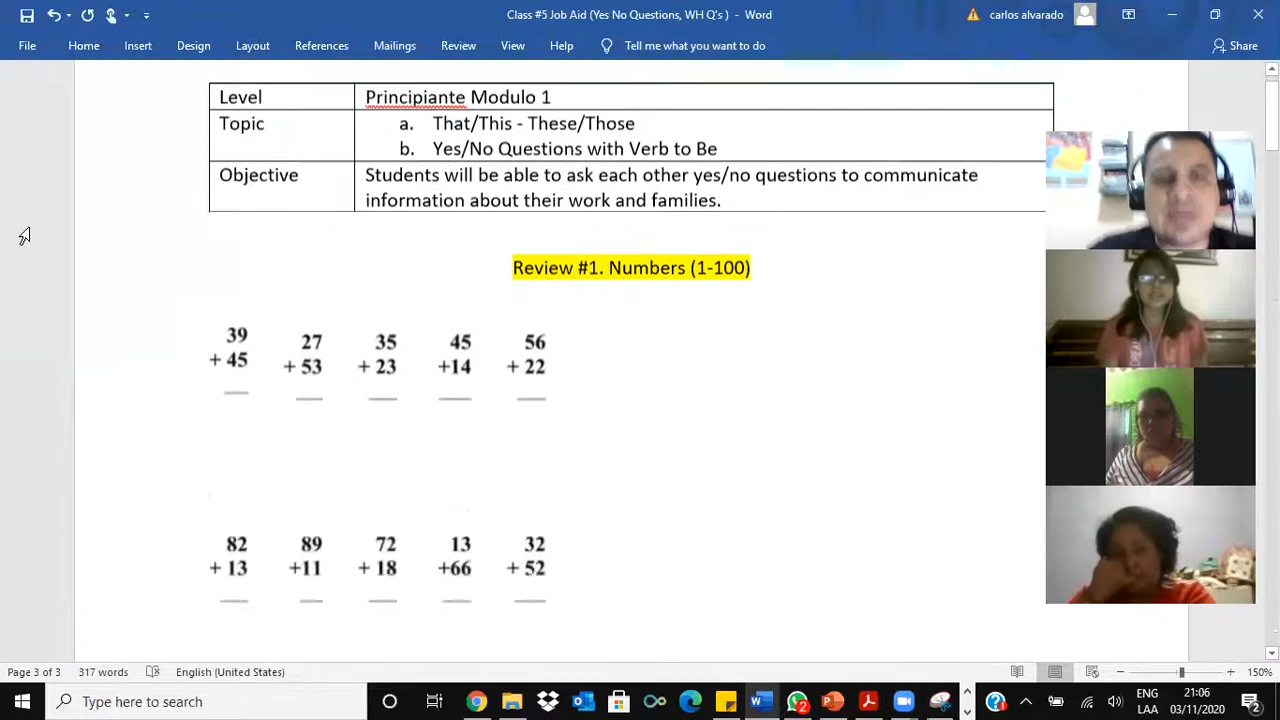 Class #5 Job Aid (Yes No Questions, WH Q's ) - Word
carlos alvarado
File Home Insert Design Layout References Mailings Review View Help Tell me what you want to do Share
Level Principiante Modulo 1
Topic a. That/This - These/Those
b. Yes/No Questions with Verb to Be
Objective Students will be able to ask each other yes/no questions to communicate
information about their work and families.
Review #1. Numbers (1-100)
39 27 35 45 56
+ 45 + 53 + 23 +14 + 22
82 89 72 13 32
+ 13 +11 + 18 +66 + 52
Page 3 of 3 317 words English (United States) 150%
Type here to search
ENG 21:06
LAA 03/11/2020
2
2